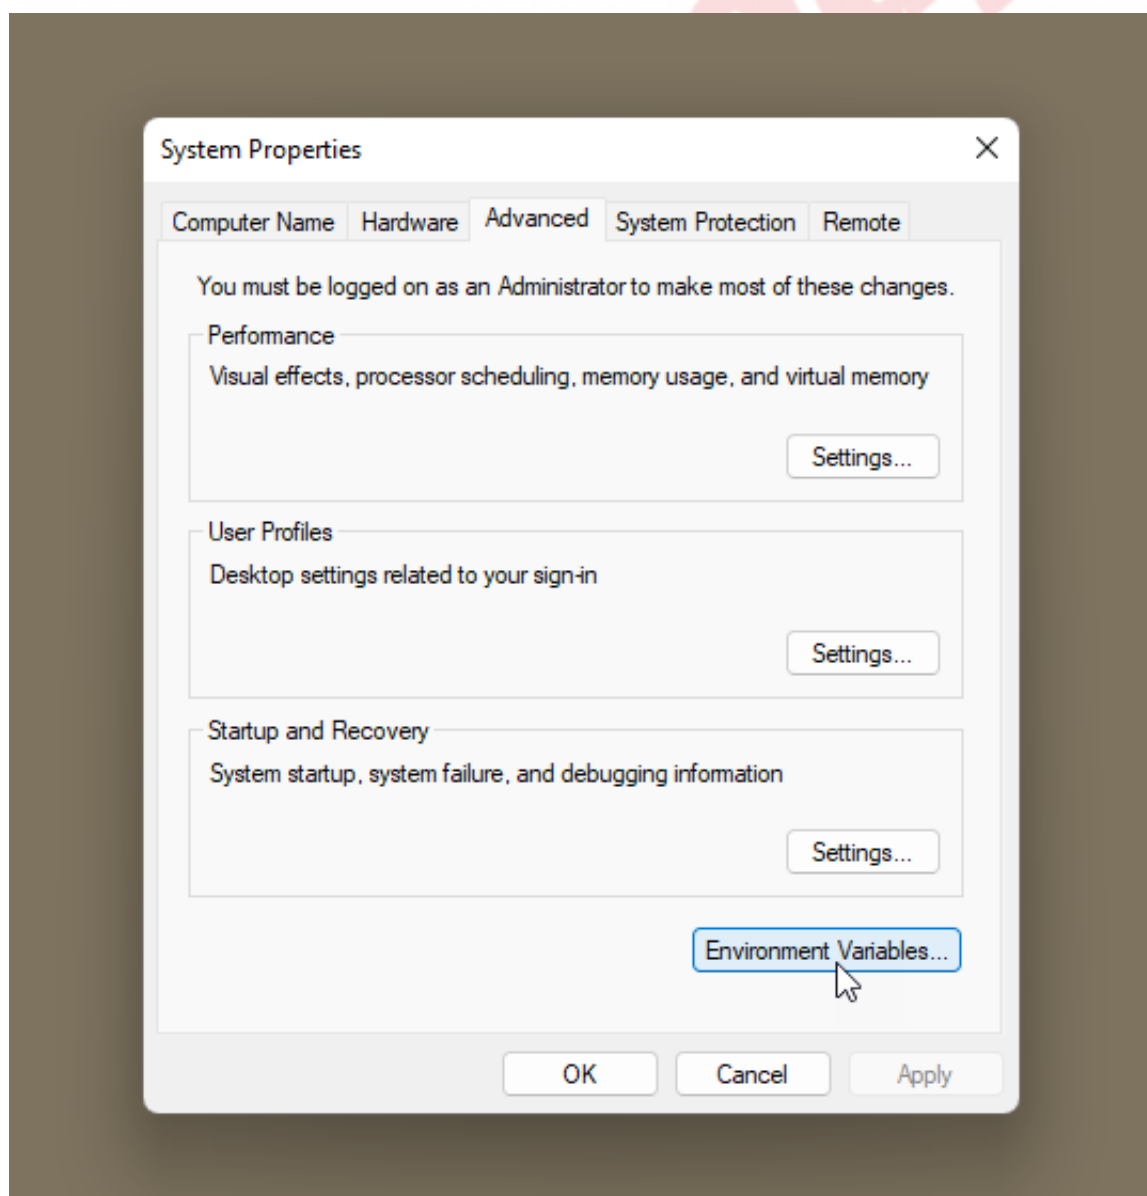 System Properties
Computer Name Hardware Advanced System Protection Remote
You must be logged on as an Administrator to make most of these changes.
Performance
Visual effects, processor scheduling, memory usage, and virtual memory
Settings...
User Profiles
Desktop settings related to your sign-in
Settings...
Startup and Recovery
System startup, system failure, and debugging information
Settings...
Environment Variables...
OK Cancel Apply